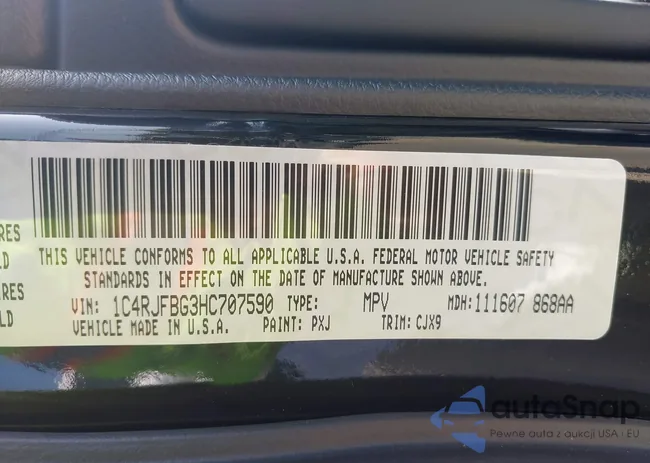 RES
LD
IRES
LD
THIS VEHICLE CONFORMS TO ALL APPLICABLE U.S.A. FEDERAL MOTOR VEHICLE SAFETY
STANDARDS IN EFFECT ON THE DATE OF MANUFACTURE SHOWN ABOVE.
VIN: 1C4RJFBG3HC707590 TYPE: MPV MDH:111607 868AA
VEHICLE MADE IN U.S.A. PAINT: PXJ TRIM: CJX9
autoSnap
Pewne auta z aukcji USA i EU